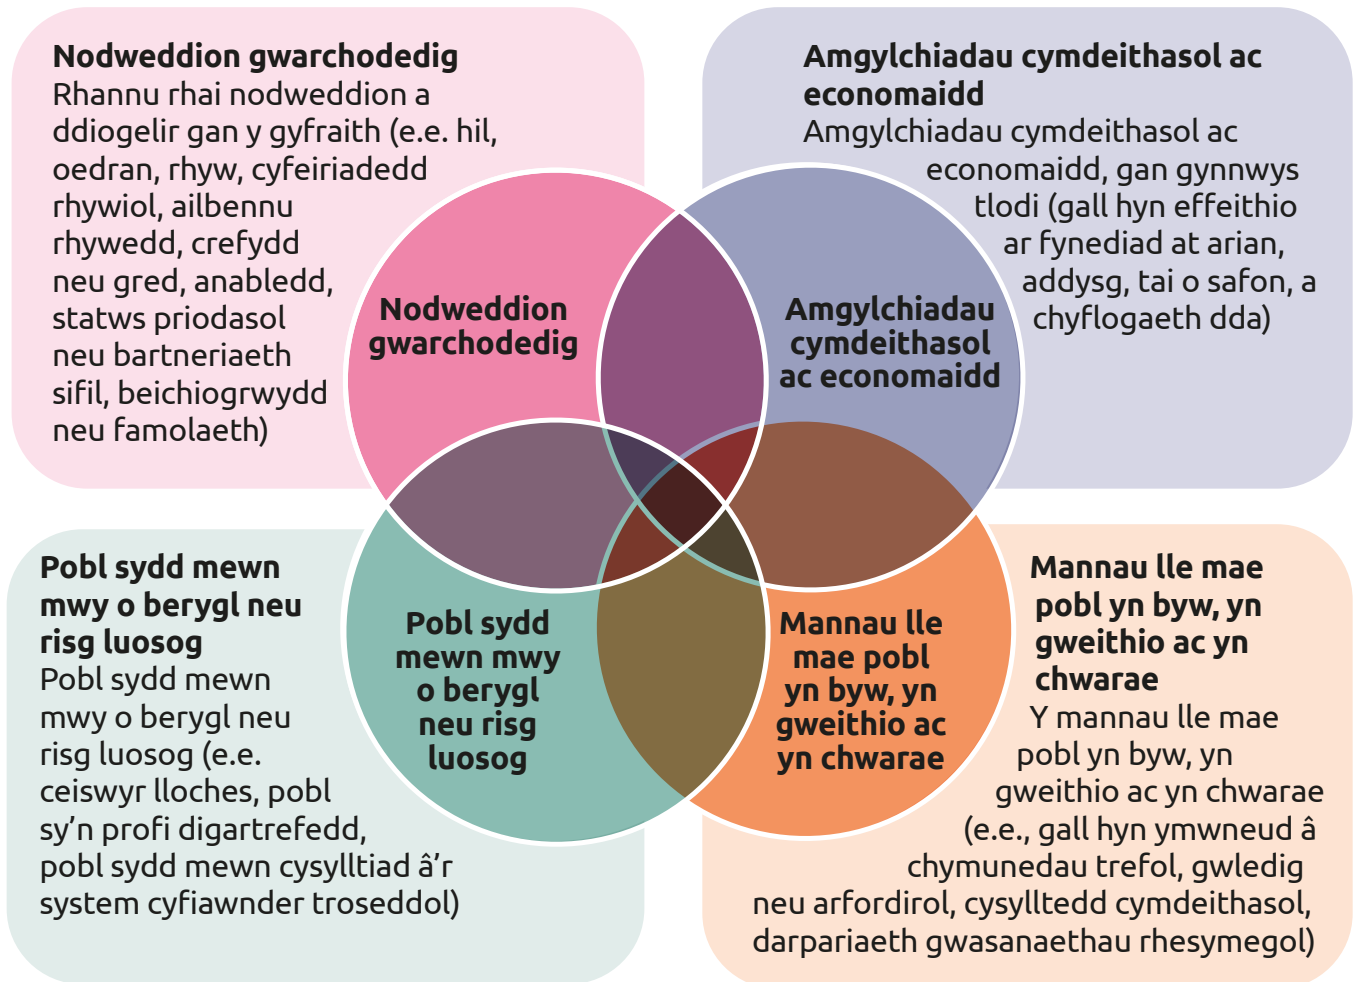 Nodweddion gwarchodedig
Rhannu rhai nodweddion a
ddiogelir gan y gyfraith (e.e. hil,
oedran, rhyw, cyfeiriadedd
rhywiol, ailbennu
rhywedd, crefydd
neu gred, anabledd,
statws priodasol
neu bartneriaeth
sifil, beichiogrwydd
neu famolaeth)
Amgylchiadau cymdeithasol ac
economaidd
Amgylchiadau cymdeithasol ac
economaidd, gan gynnwys
tlodi (gall hyn effeithio
ar fynediad at arian,
addysg, tai o safon, a
chyflogaeth dda)
Nodweddion
gwarchodedig
Amgylchiadau
cymdeithasol
ac economaidd
Pobl sydd
mewn mwy
o berygl
neu risg
luosog
Mannau lle
mae pobl
yn byw, yn
gweithio ac
yn chwarae
Pobl sydd mewn
mwy o berygl neu
risg luosog
Pobl sydd mewn
mwy o berygl neu
risg luosog (e.e.
ceiswyr lloches, pobl
sy’n profi digartrefedd,
pobl sydd mewn cysylltiad â’r
system cyfiawnder troseddol)
Mannau lle mae
pobl yn byw, yn
gweithio ac yn
chwarae
Y mannau lle mae
pobl yn byw, yn
gweithio ac yn chwarae
(e.e., gall hyn ymwneud â
chymunedau trefol, gwledig
neu arfordirol, cysylltedd cymdeithasol,
darpariaeth gwasanaethau rhesymegol)